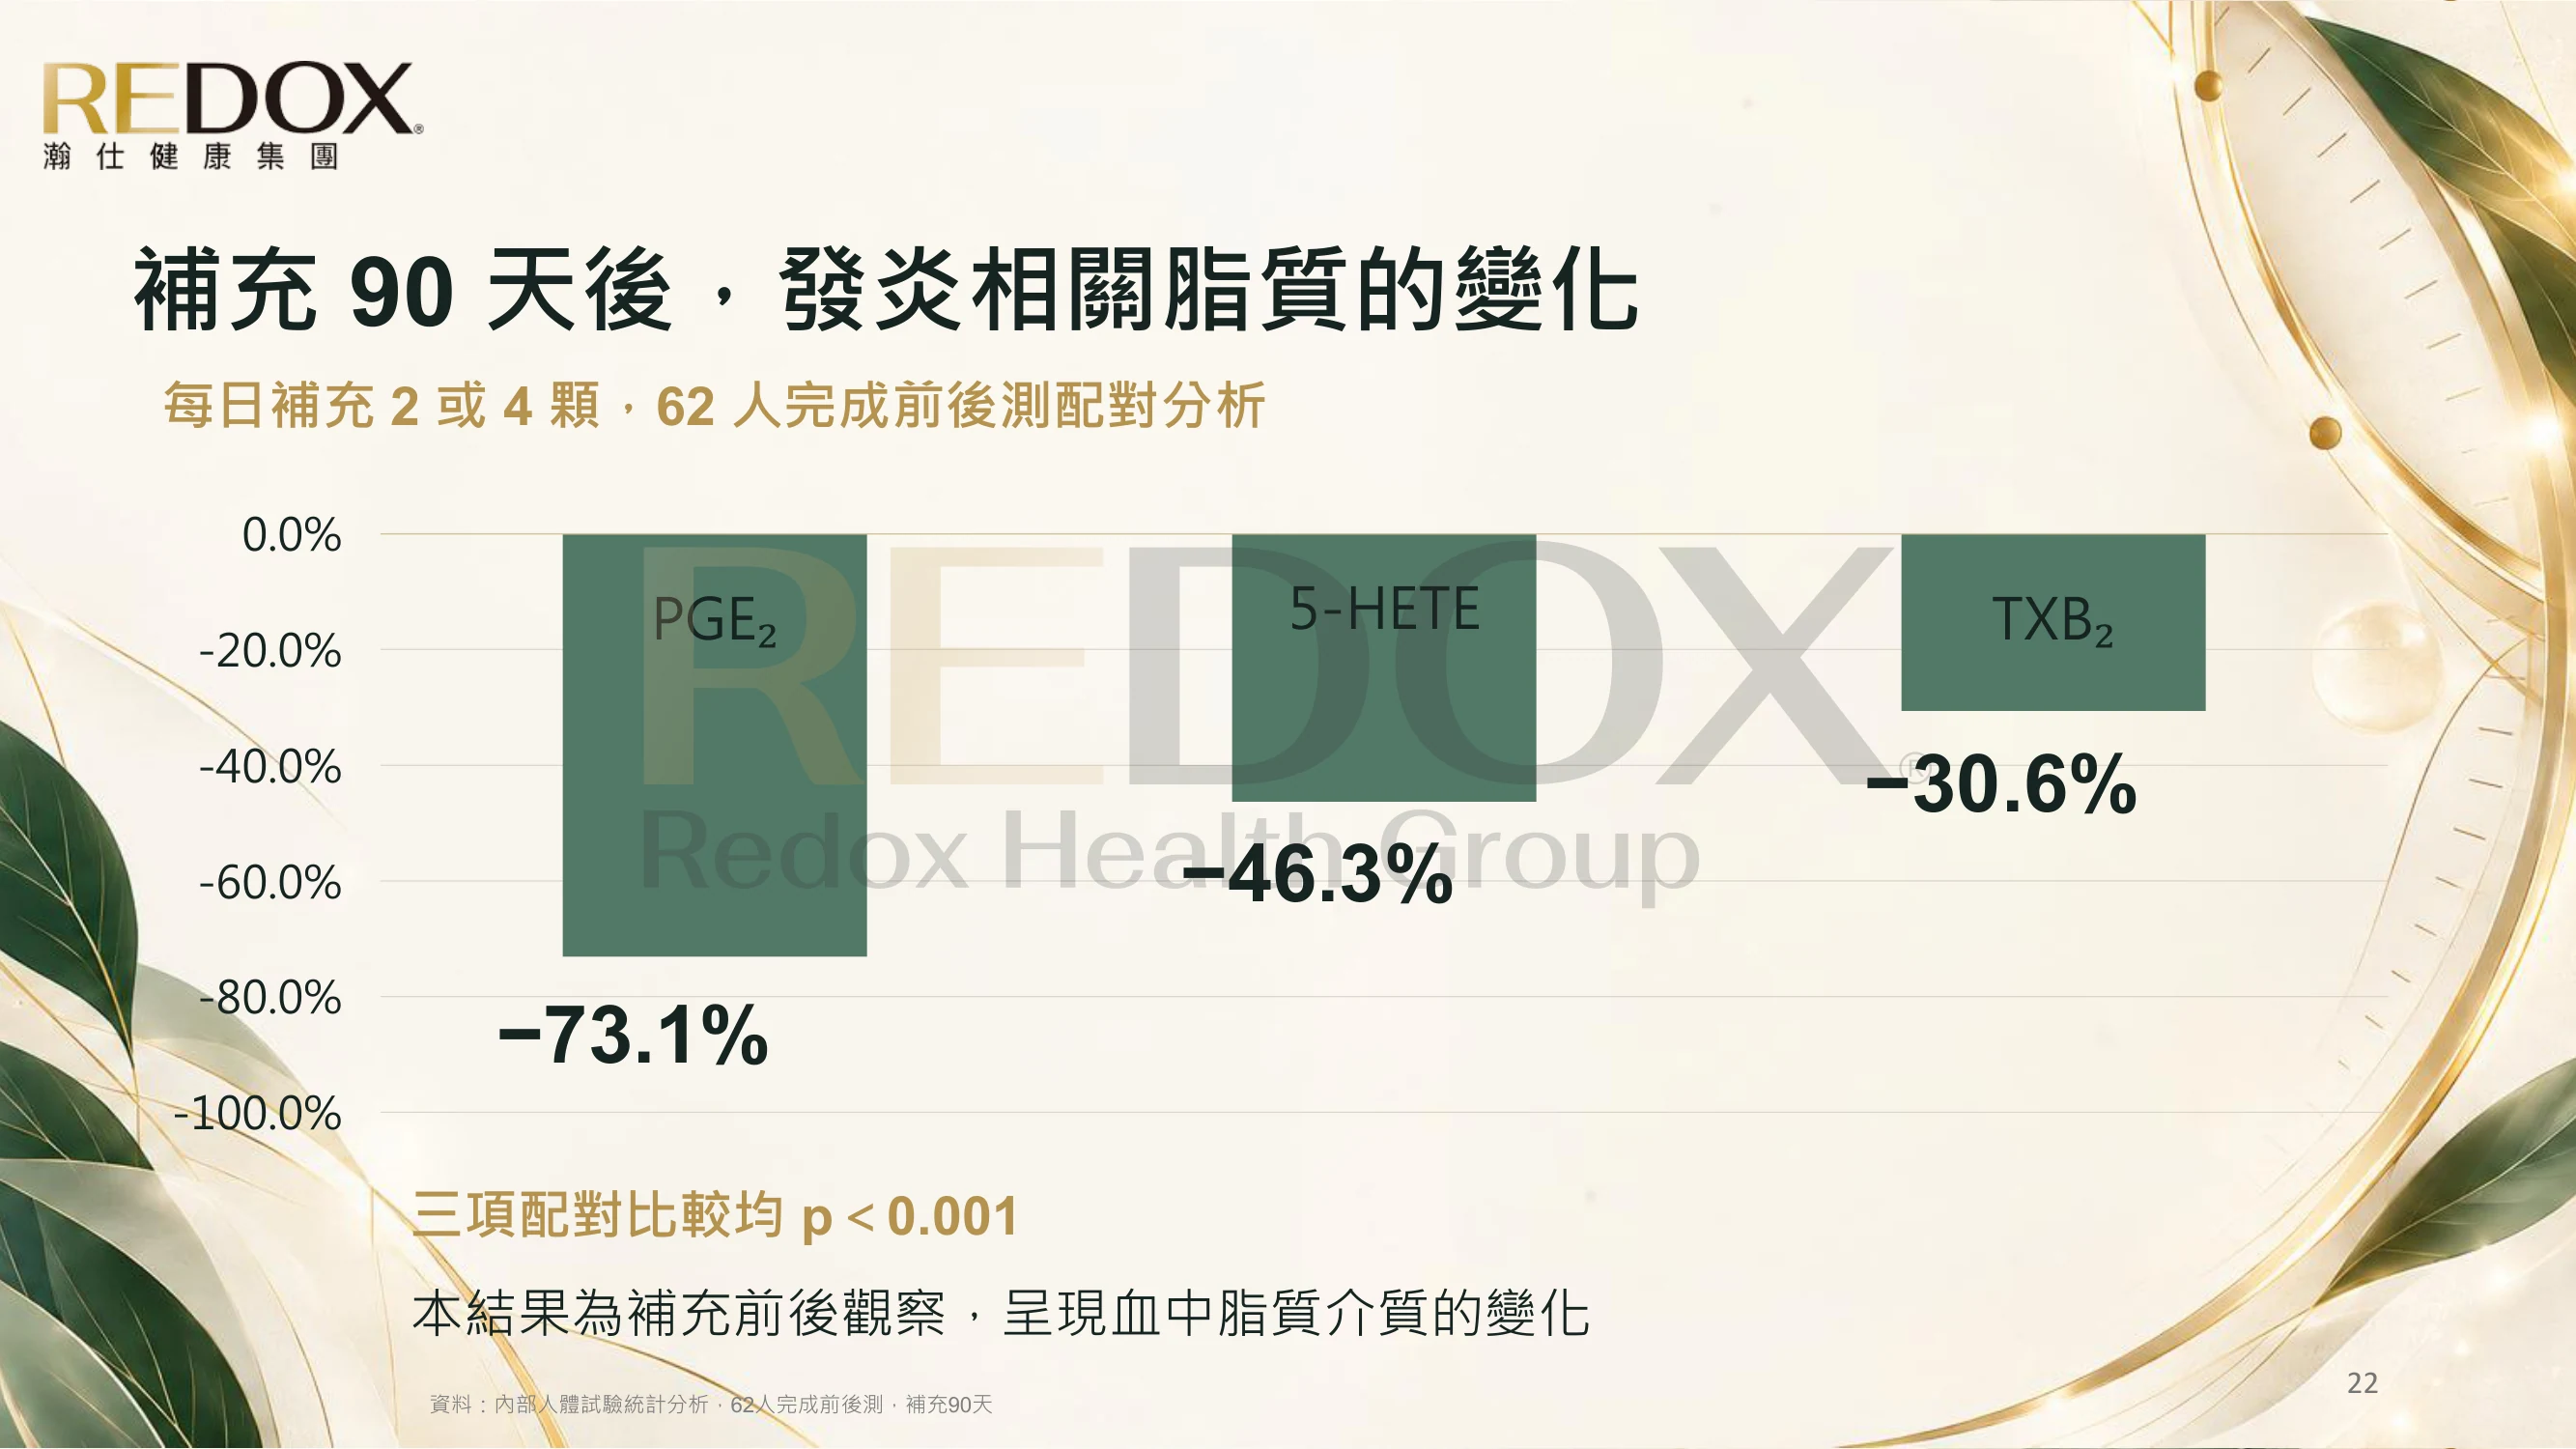 REDOX®
瀚仕健康集團
補充 90 天後，發炎相關脂質的變化
每日補充 2 或 4 顆，62 人完成前後測配對分析
0.0%
-20.0%
-40.0%
-60.0%
-80.0%
-100.0%
PGE₂
5-HETE
TXB₂
REDOX®
Redox Health Group
−73.1%
−46.3%
−30.6%
三項配對比較均 p < 0.001
本結果為補充前後觀察，呈現血中脂質介質的變化
資料：內部人體試驗統計分析，62人完成前後測，補充90天
22